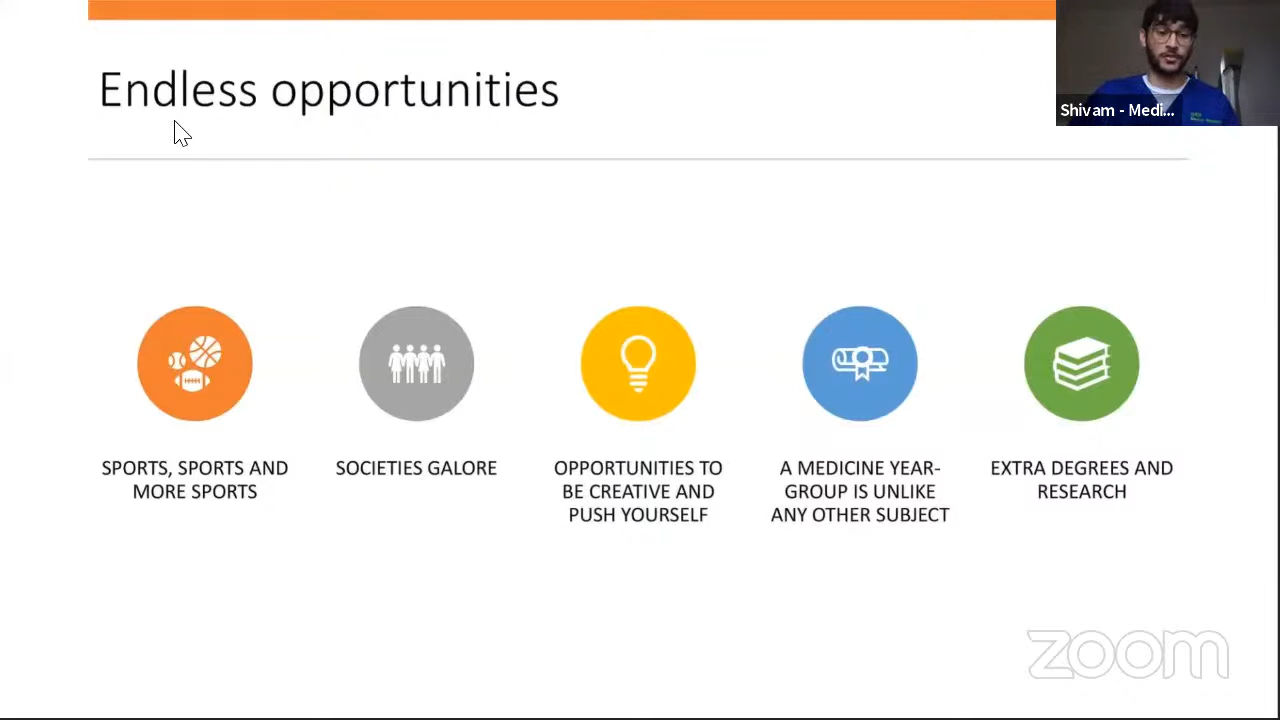 Endless opportunities
Shivam - Medi...
SPORTS, SPORTS AND
MORE SPORTS
SOCIETIES GALORE
OPPORTUNITIES TO
BE CREATIVE AND
PUSH YOURSELF
A MEDICINE YEAR-
GROUP IS UNLIKE
ANY OTHER SUBJECT
EXTRA DEGREES AND
RESEARCH
zoom